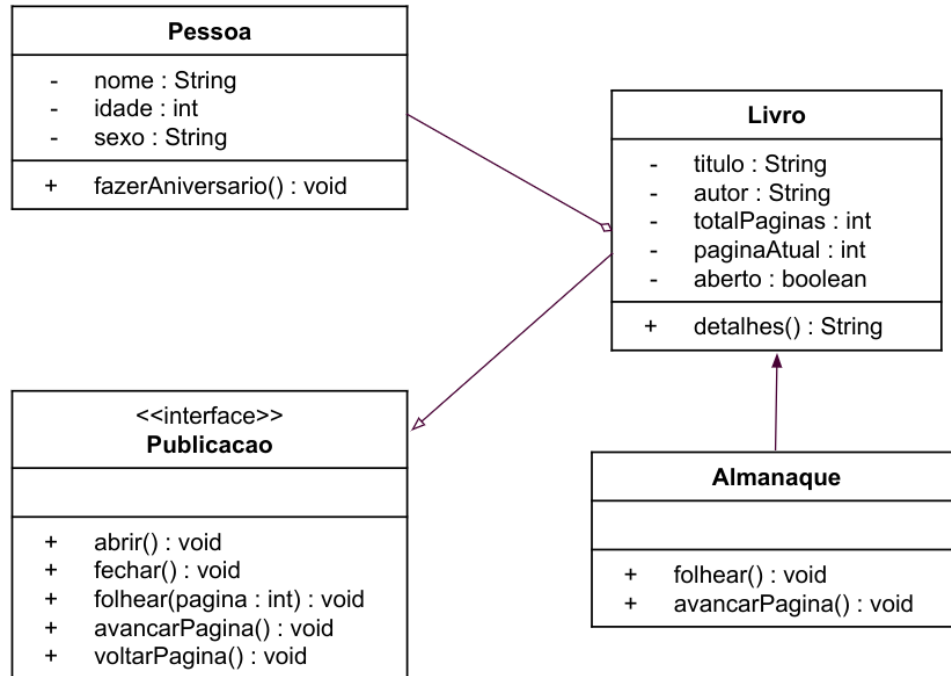 Pessoa
- nome : String
- idade : int
- sexo : String
+ fazerAniversario() : void
Livro
- titulo : String
- autor : String
- totalPaginas : int
- paginaAtual : int
- aberto : boolean
+ detalhes() : String
<<interface>>
Publicacao
+ abrir() : void
+ fechar() : void
+ folhear(pagina : int) : void
+ avancarPagina() : void
+ voltarPagina() : void
Almanaque
+ folhear() : void
+ avancarPagina() : void